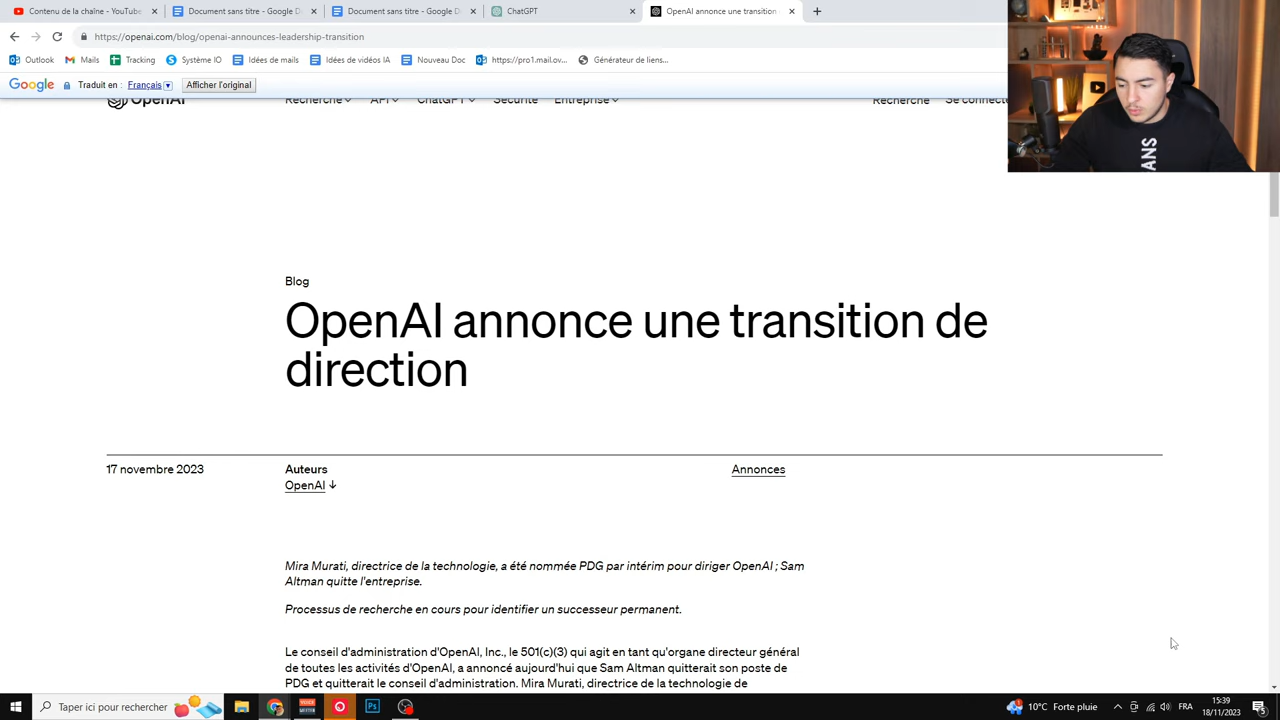 Contenu de la chaîne - YouTube
Document sans titre - Google D
Document sans titre - Google D
ChatGPT
OpenAI annonce une transition
https://openai.com/blog/openai-announces-leadership-transition
Outlook
Mails
Tracking
Système IO
Idées de mails
Idées de vidéos IA
Nouveau Doc
https://pro1.mail.ov...
Générateur de liens...
Google
Traduit en :
Français
Afficher l'original
OpenAI
Recherche
API
ChatGPT
Sécurité
Entreprise
Recherche
Se connecte
ANS
Blog
OpenAI annonce une transition de
direction
17 novembre 2023
Auteurs
Annonces
OpenAI ↓
Mira Murati, directrice de la technologie, a été nommée PDG par intérim pour diriger OpenAI ; Sam
Altman quitte l'entreprise.
Processus de recherche en cours pour identifier un successeur permanent.
Le conseil d'administration d'OpenAI, Inc., le 501(c)(3) qui agit en tant qu'organe directeur général
de toutes les activités d'OpenAI, a annoncé aujourd'hui que Sam Altman quitterait son poste de
PDG et quitterait le conseil d'administration. Mira Murati, directrice de la technologie de
Taper ici pour rechercher
10°C Forte pluie
FRA
15:39
18/11/2023